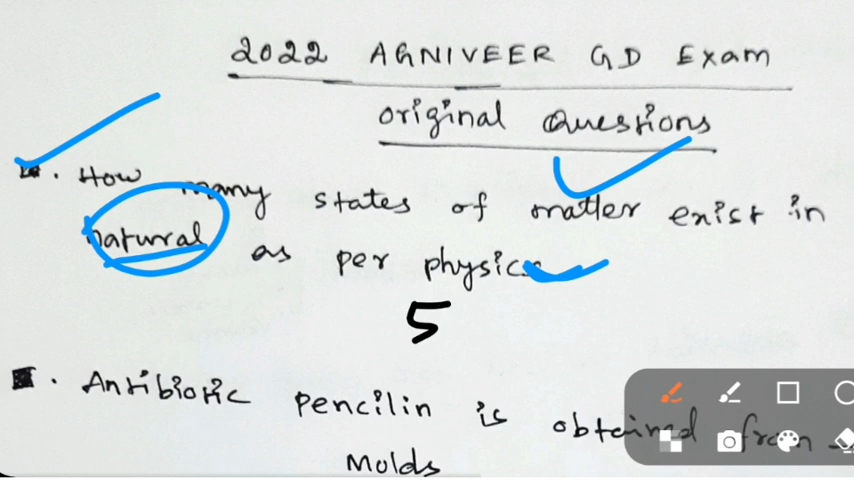 2022 AGNIVEER GD Exam
original Questions
. How many states of matter exist in
natural as per physics
5
. Antibiotic pencilin is obtained from
Molds